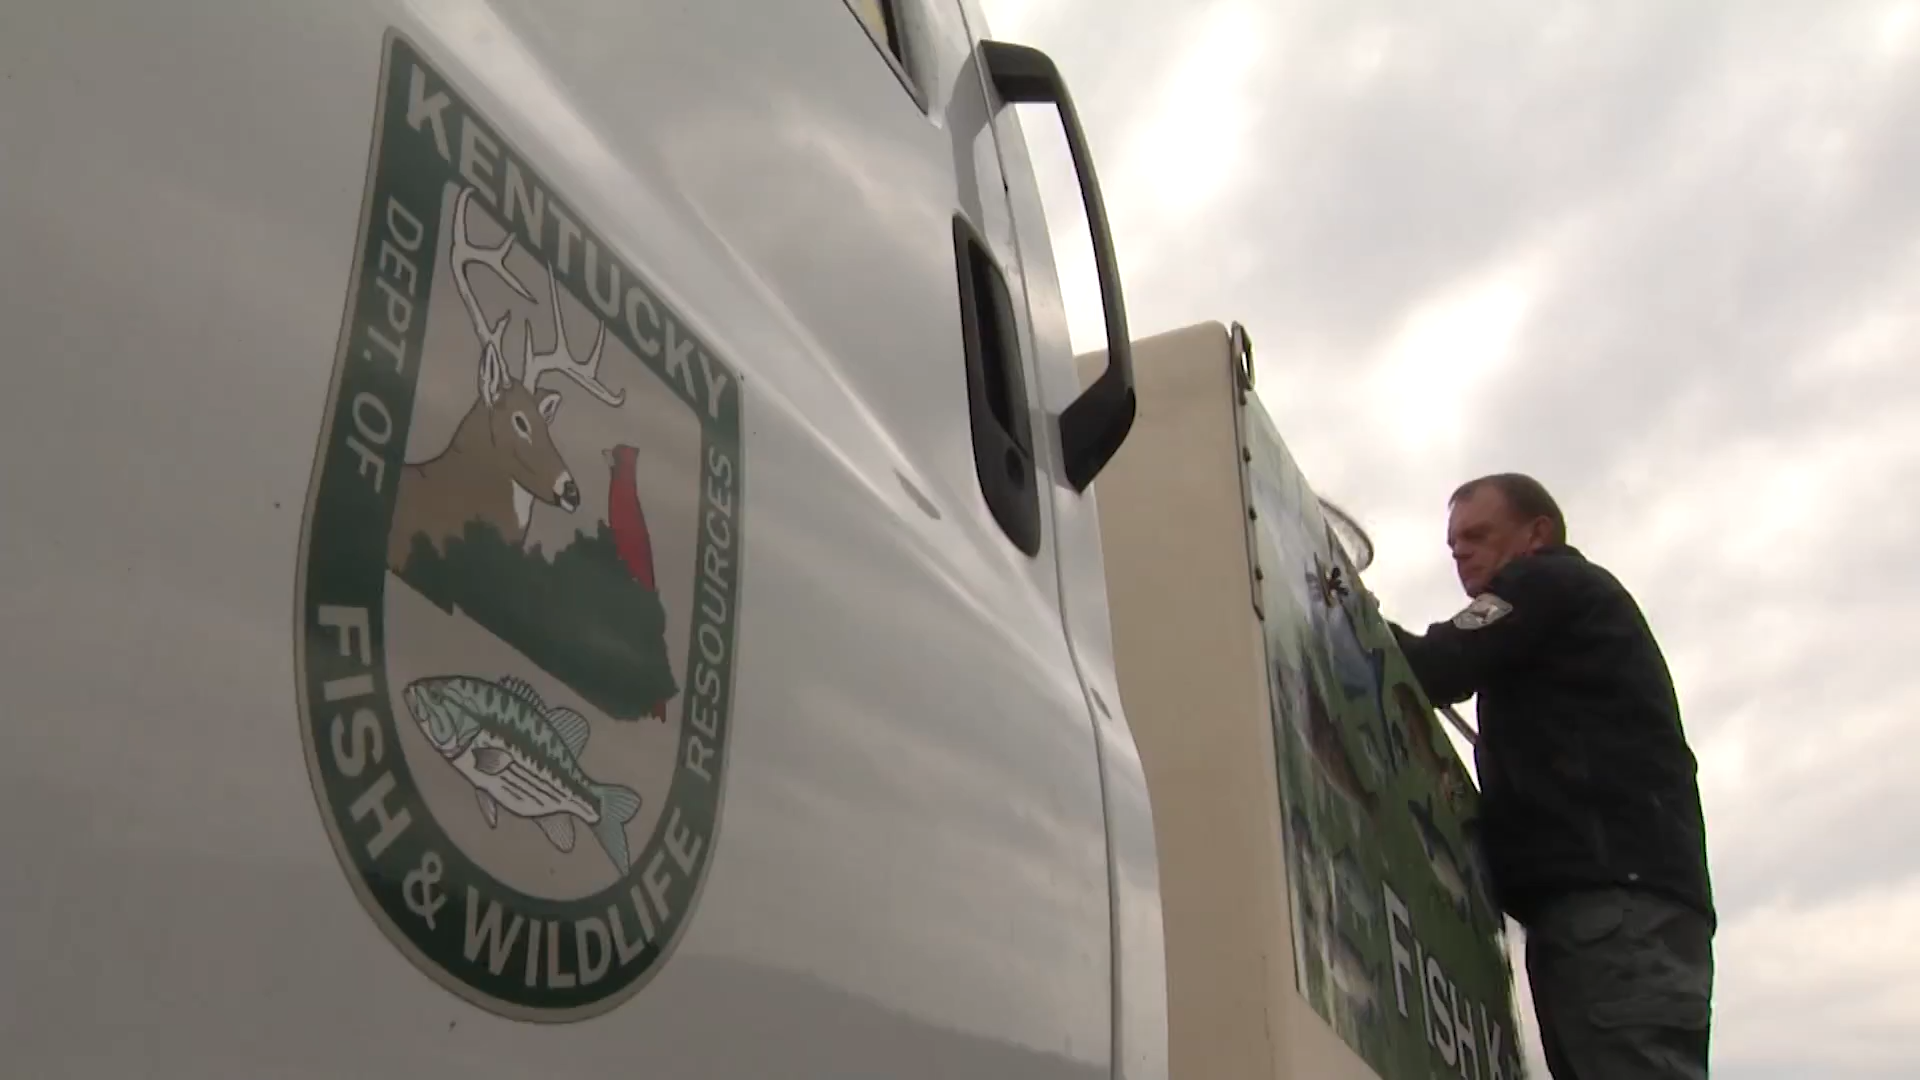 KENTUCKY
DEPT. OF
FISH & WILDLIFE
RESOURCES
FISH K